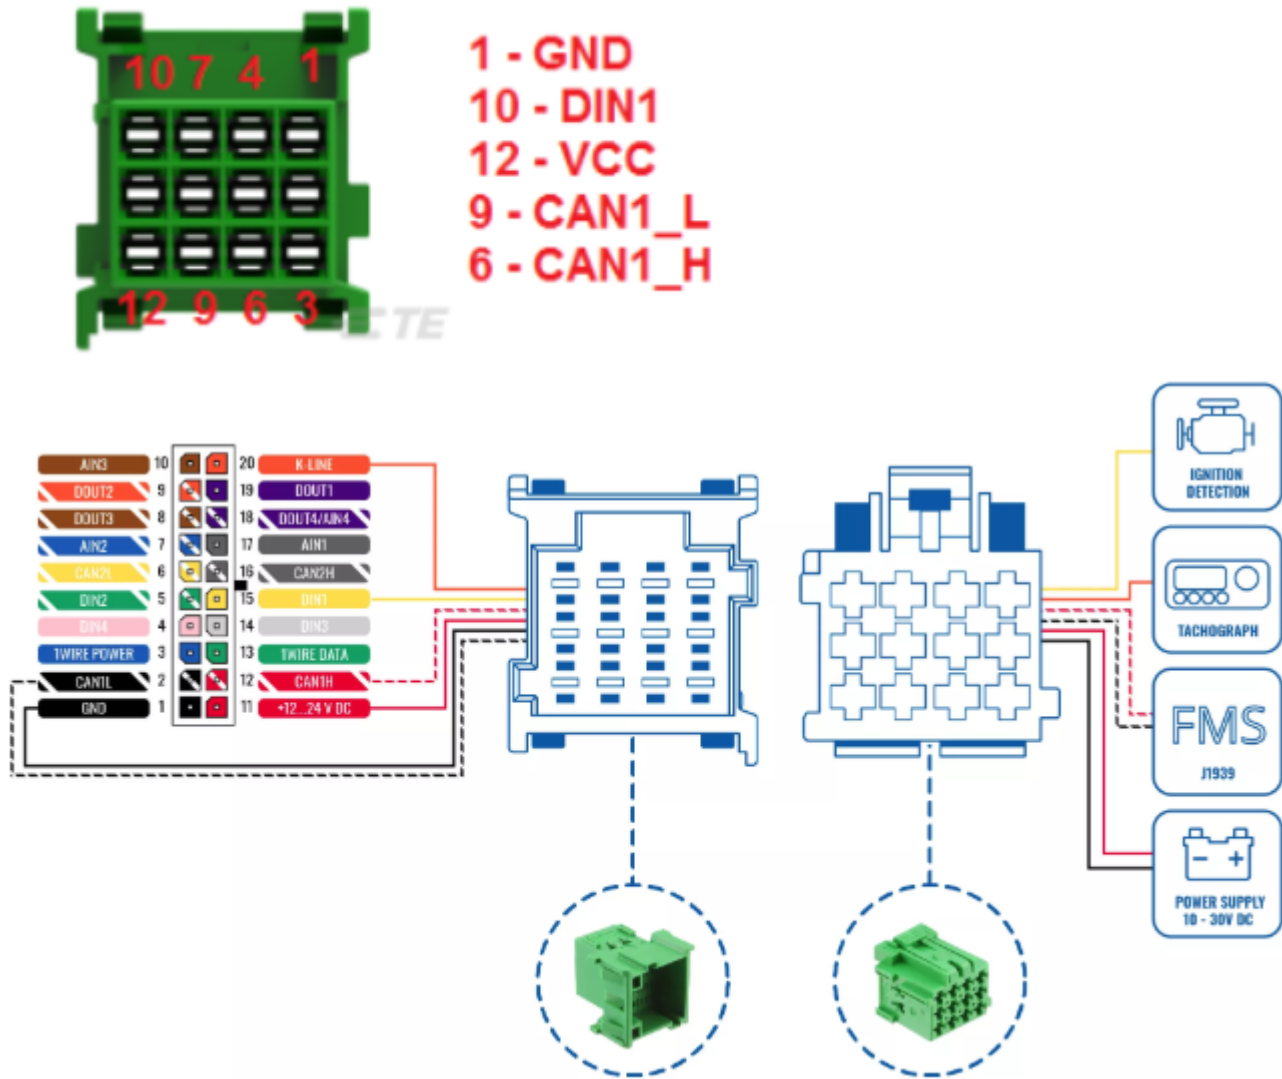 10 7 4 1
12 9 6 3
TE
1 - GND
10 - DIN1
12 - VCC
9 - CAN1_L
6 - CAN1_H
AIN3 10 20 K-LINE
DOUT2 9 19 DOUT1
DOUT3 8 18 DOUT4/AIN4
AIN2 7 17 AIN1
CAN2L 6 16 CAN2H
DIN2 5 15 DIN1
DIN4 4 14 DIN3
1WIRE POWER 3 13 1WIRE DATA
CAN1L 2 12 CAN1H
GND 1 11 +12...24 V DC
IGNITION
DETECTION
TACHOGRAPH
FMS
J1939
POWER SUPPLY
10 - 30V DC